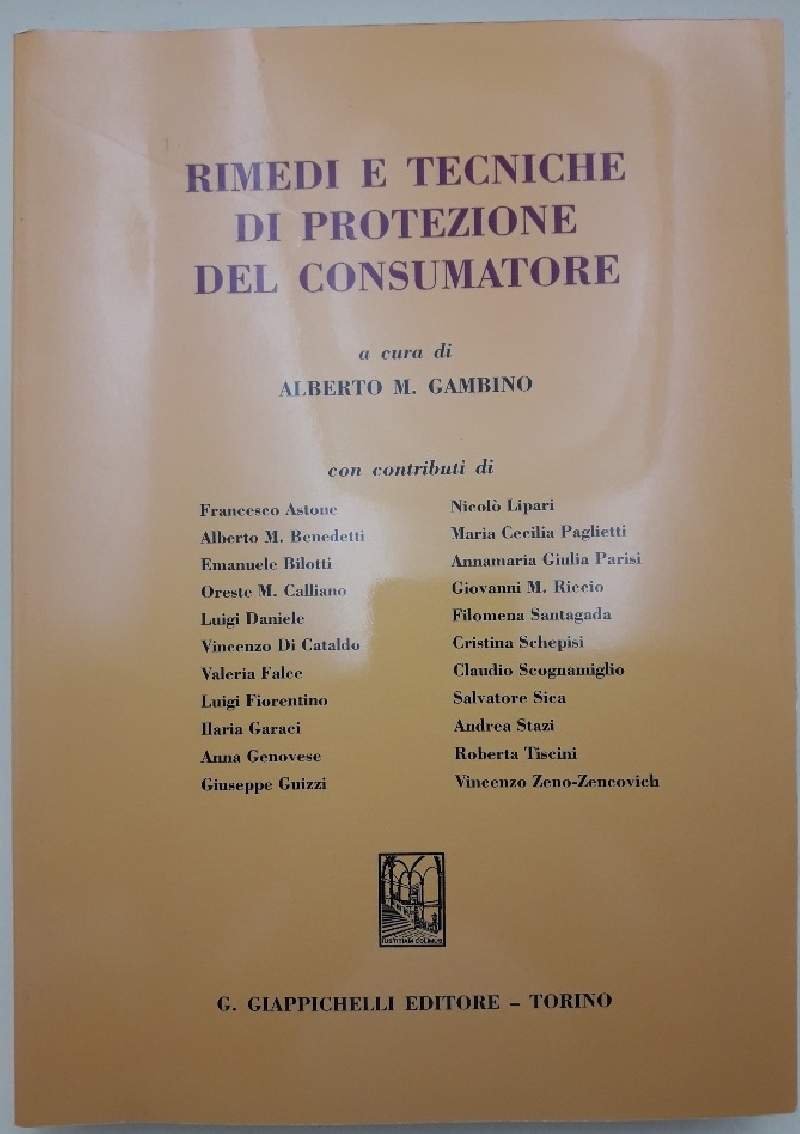 RIMEDI E TECNICHE
DI PROTEZIONE
DEL CONSUMATORE
a cura di
ALBERTO M. GAMBINO
con contributi di
Francesco Astone
Alberto M. Benedetti
Emanuele Bilotti
Oreste M. Calliano
Luigi Daniele
Vincenzo Di Cataldo
Valeria Falce
Luigi Fiorentino
Ilaria Garaci
Anna Genovese
Giuseppe Guizzi
Nicolò Lipari
Maria Cecilia Paglietti
Annamaria Giulia Parisi
Giovanni M. Riccio
Filomena Santagada
Cristina Schepisi
Claudio Scognamiglio
Salvatore Sica
Andrea Stazi
Roberta Tiscini
Vincenzo Zeno-Zencovich
IUSTITIAM COLIMUS
G. GIAPPICHELLI EDITORE – TORINO